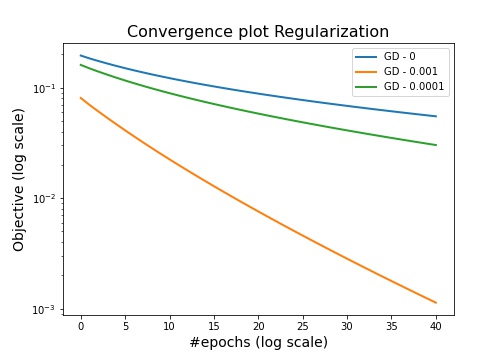 Convergence plot Regularization
GD - 0
GD - 0.001
GD - 0.0001
Objective (log scale)
10⁻¹
10⁻²
10⁻³
0 5 10 15 20 25 30 35 40
#epochs (log scale)